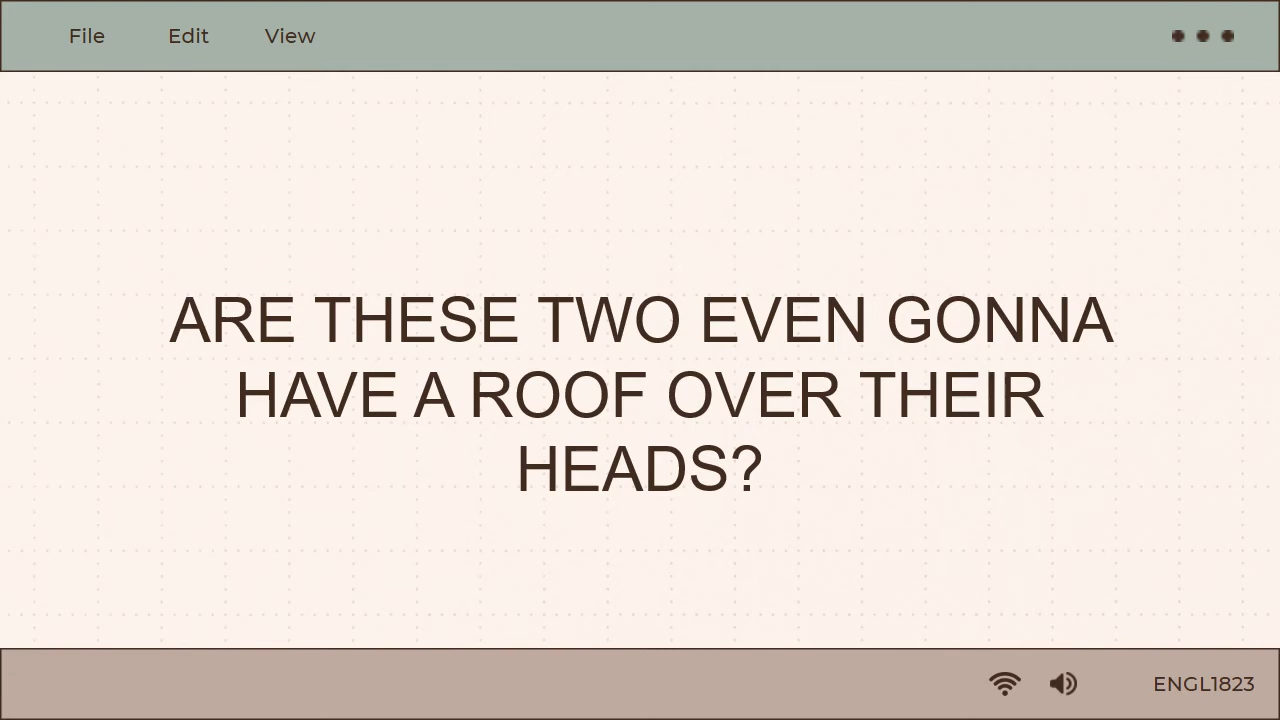 File Edit View
ARE THESE TWO EVEN GONNA
HAVE A ROOF OVER THEIR
HEADS?
ENGL1823